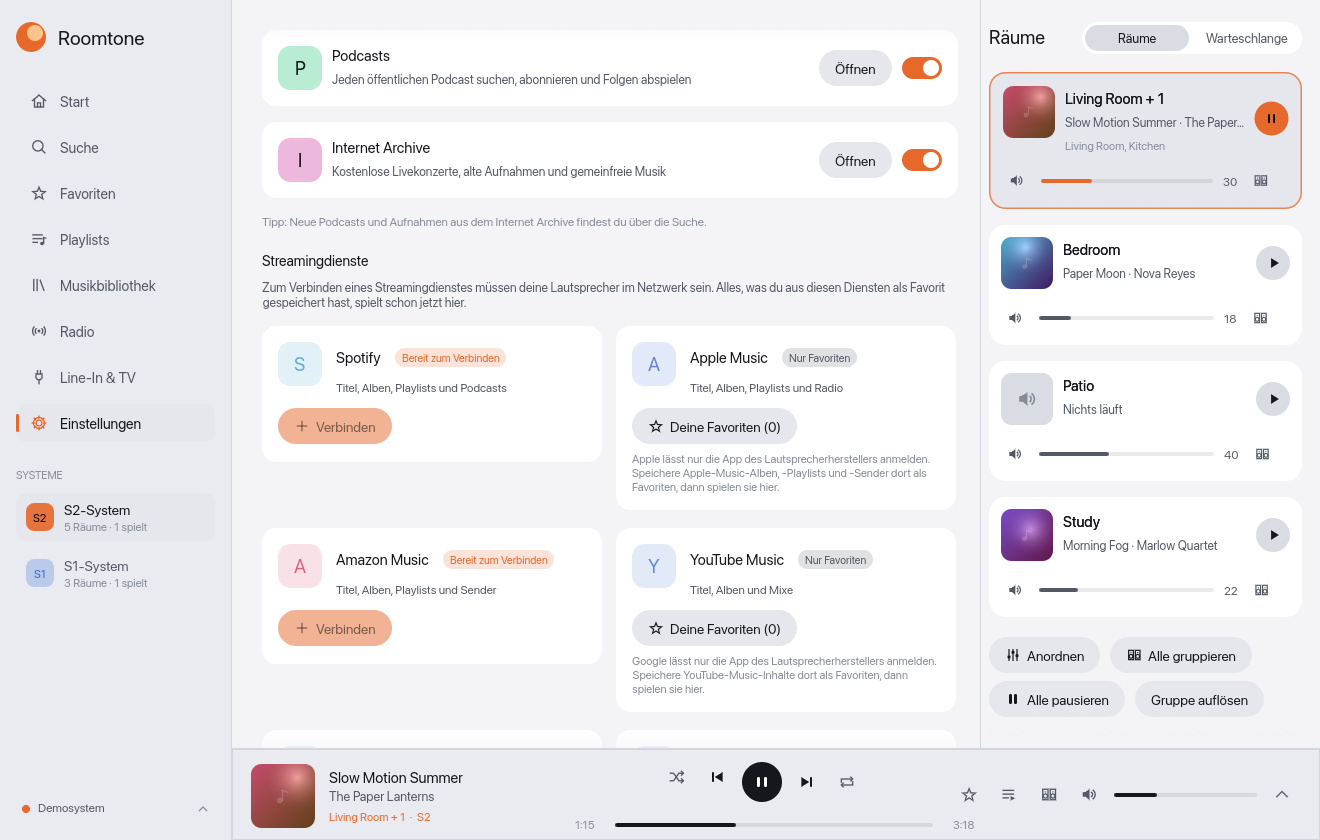 Roomtone
Start
Suche
Favoriten
Playlists
Musikbibliothek
Radio
Line-In & TV
Einstellungen
SYSTEME
S2
S2-System
5 Räume · 1 spielt
S1
S1-System
3 Räume · 1 spielt
Demosystem
P
Podcasts
Jeden öffentlichen Podcast suchen, abonnieren und Folgen abspielen
Öffnen
I
Internet Archive
Kostenlose Livekonzerte, alte Aufnahmen und gemeinfreie Musik
Öffnen
Tipp: Neue Podcasts und Aufnahmen aus dem Internet Archive findest du über die Suche.
Streamingdienste
Zum Verbinden eines Streamingdienstes müssen deine Lautsprecher im Netzwerk sein. Alles, was du aus diesen Diensten als Favorit
gespeichert hast, spielt schon jetzt hier.
S
Spotify
Bereit zum Verbinden
Titel, Alben, Playlists und Podcasts
Verbinden
A
Apple Music
Nur Favoriten
Titel, Alben, Playlists und Radio
Deine Favoriten (0)
Apple lässt nur die App des Lautsprecherherstellers anmelden.
Speichere Apple-Music-Alben, -Playlists und -Sender dort als
Favoriten, dann spielen sie hier.
A
Amazon Music
Bereit zum Verbinden
Titel, Alben, Playlists und Sender
Verbinden
Y
YouTube Music
Nur Favoriten
Titel, Alben und Mixe
Deine Favoriten (0)
Google lässt nur die App des Lautsprecherherstellers anmelden.
Speichere YouTube-Music-Inhalte dort als Favoriten, dann
spielen sie hier.
Räume
Räume
Warteschlange
Living Room + 1
Slow Motion Summer · The Paper...
Living Room, Kitchen
30
Bedroom
Paper Moon · Nova Reyes
18
Patio
Nichts läuft
40
Study
Morning Fog · Marlow Quartet
22
Anordnen
Alle gruppieren
Alle pausieren
Gruppe auflösen
Slow Motion Summer
The Paper Lanterns
Living Room + 1 · S2
1:15
3:18